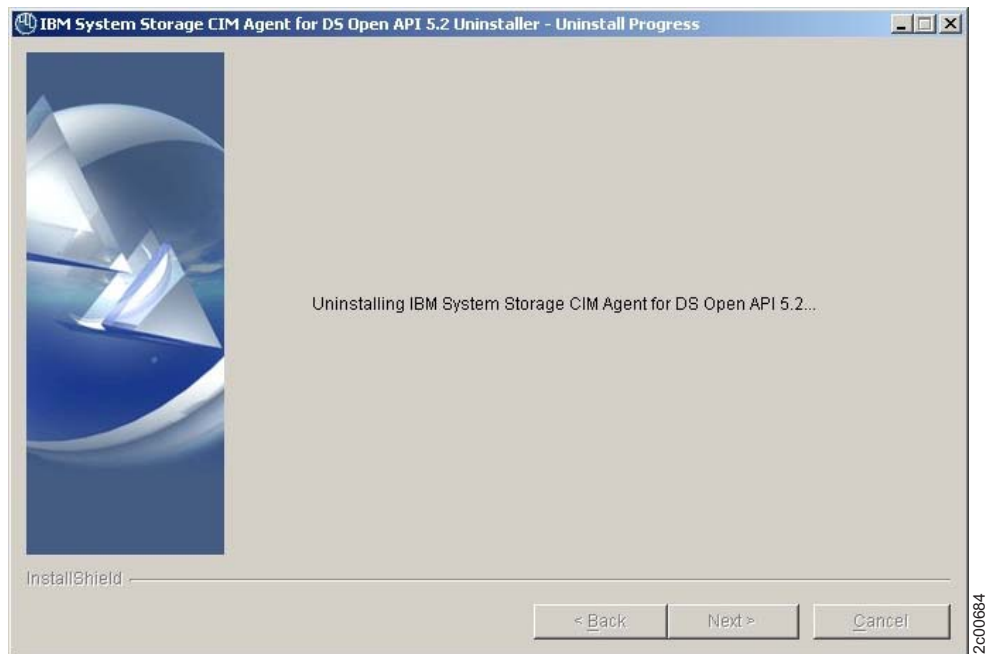 IBM System Storage CIM Agent for DS Open API 5.2 Uninstaller - Uninstall Progress
Uninstalling IBM System Storage CIM Agent for DS Open API 5.2...
InstallShield
< Back
Next >
Cancel
2c00684